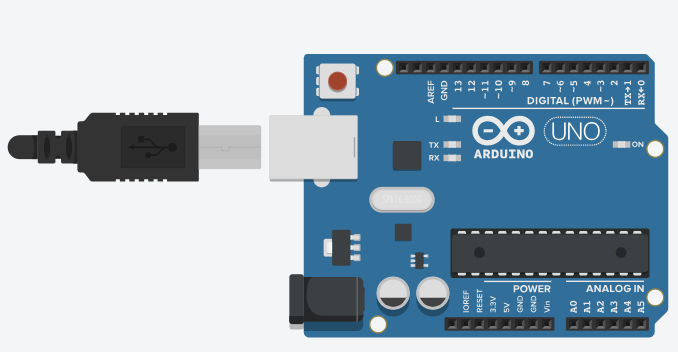 AREF
GND
13
12
~11
~10
~9
8
7
~6
~5
4
~3
2
TX→1
RX←0
DIGITAL (PWM~)
L
TX
RX
ARDUINO
UNO
ON
POWER
ANALOG IN
IOREF
RESET
3.3V
5V
GND
GND
Vin
A0
A1
A2
A3
A4
A5